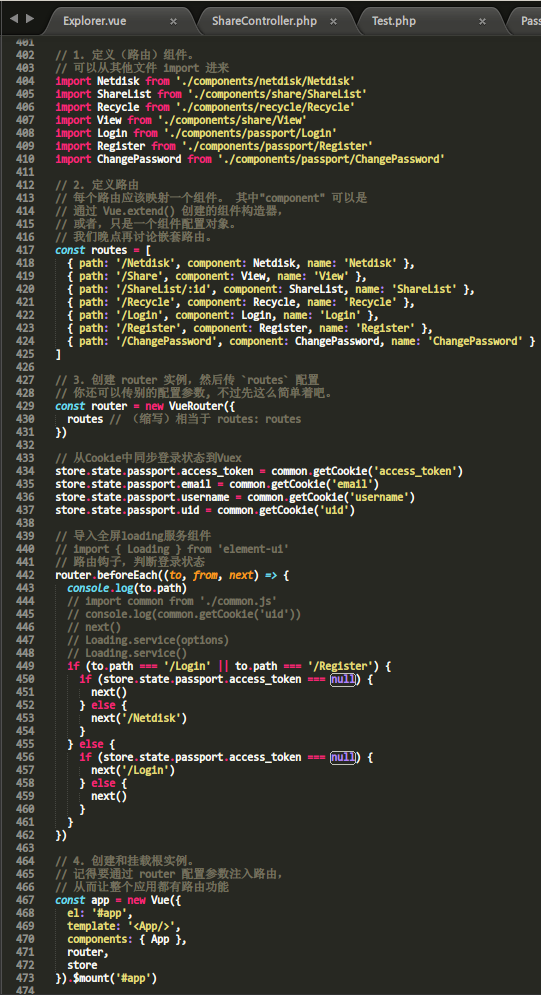 Explorer.vue × ShareController.php × Test.php × Pass
401
402 // 1. 定义（路由）组件。
403 // 可以从其他文件 import 进来
404 import Netdisk from './components/netdisk/Netdisk'
405 import ShareList from './components/share/ShareList'
406 import Recycle from './components/recycle/Recycle'
407 import View from './components/share/View'
408 import Login from './components/passport/Login'
409 import Register from './components/passport/Register'
410 import ChangePassword from './components/passport/ChangePassword'
411
412 // 2. 定义路由
413 // 每个路由应该映射一个组件。 其中"component" 可以是
414 // 通过 Vue.extend() 创建的组件构造器，
415 // 或者，只是一个组件配置对象。
416 // 我们晚点再讨论嵌套路由。
417 const routes = [
418 { path: '/Netdisk', component: Netdisk, name: 'Netdisk' },
419 { path: '/Share', component: View, name: 'View' },
420 { path: '/ShareList/:id', component: ShareList, name: 'ShareList' },
421 { path: '/Recycle', component: Recycle, name: 'Recycle' },
422 { path: '/Login', component: Login, name: 'Login' },
423 { path: '/Register', component: Register, name: 'Register' },
424 { path: '/ChangePassword', component: ChangePassword, name: 'ChangePassword' }
425 ]
426
427 // 3. 创建 router 实例，然后传 `routes` 配置
428 // 你还可以传别的配置参数, 不过先这么简单着吧。
429 const router = new VueRouter({
430 routes // （缩写）相当于 routes: routes
431 })
432
433 // 从Cookie中同步登录状态到Vuex
434 store.state.passport.access_token = common.getCookie('access_token')
435 store.state.passport.email = common.getCookie('email')
436 store.state.passport.username = common.getCookie('username')
437 store.state.passport.uid = common.getCookie('uid')
438
439 // 导入全屏loading服务组件
440 // import { Loading } from 'element-ui'
441 // 路由钩子，判断登录状态
442 router.beforeEach((to, from, next) => {
443 console.log(to.path)
444 // import common from './common.js'
445 // console.log(common.getCookie('uid'))
446 // next()
447 // Loading.service(options)
448 // Loading.service()
449 if (to.path === '/Login' || to.path === '/Register') {
450 if (store.state.passport.access_token === null) {
451 next()
452 } else {
453 next('/Netdisk')
454 }
455 } else {
456 if (store.state.passport.access_token === null) {
457 next('/Login')
458 } else {
459 next()
460 }
461 }
462 })
463
464 // 4. 创建和挂载根实例。
465 // 记得要通过 router 配置参数注入路由，
466 // 从而让整个应用都有路由功能
467 const app = new Vue({
468 el: '#app',
469 template: '<App/>',
470 components: { App },
471 router,
472 store
473 }).$mount('#app')
474